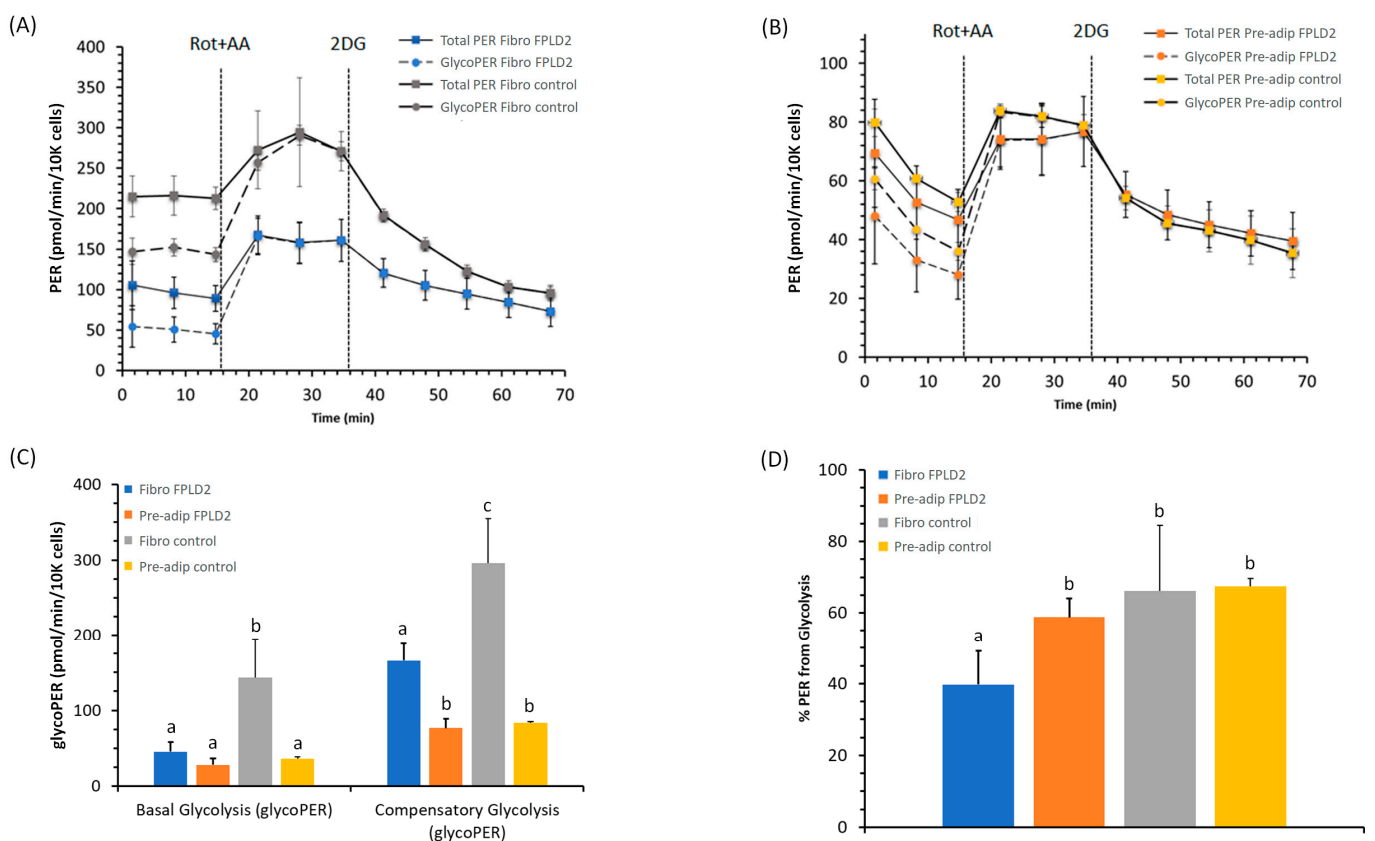 (A)
Rot+AA
2DG
Total PER Fibro FPLD2
GlycoPER Fibro FPLD2
Total PER Fibro control
GlycoPER Fibro control
PER (pmol/min/10K cells)
400
350
300
250
200
150
100
50
0
0 10 20 30 40 50 60 70
Time (min)
(B)
Rot+AA
2DG
Total PER Pre-adip FPLD2
GlycoPER Pre-adip FPLD2
Total PER Pre-adip control
GlycoPER Pre-adip control
PER (pmol/min/10K cells)
100
80
60
40
20
0
0 10 20 30 40 50 60 70
Time (min)
(C)
Fibro FPLD2
Pre-adip FPLD2
Fibro control
Pre-adip control
glycoPER (pmol/min/10K cells)
400
300
200
100
0
a a b a
a b c b
Basal Glycolysis (glycoPER)
Compensatory Glycolysis
(glycoPER)
(D)
Fibro FPLD2
Pre-adip FPLD2
Fibro control
Pre-adip control
% PER from Glycolysis
100
80
60
40
20
0
a b b b